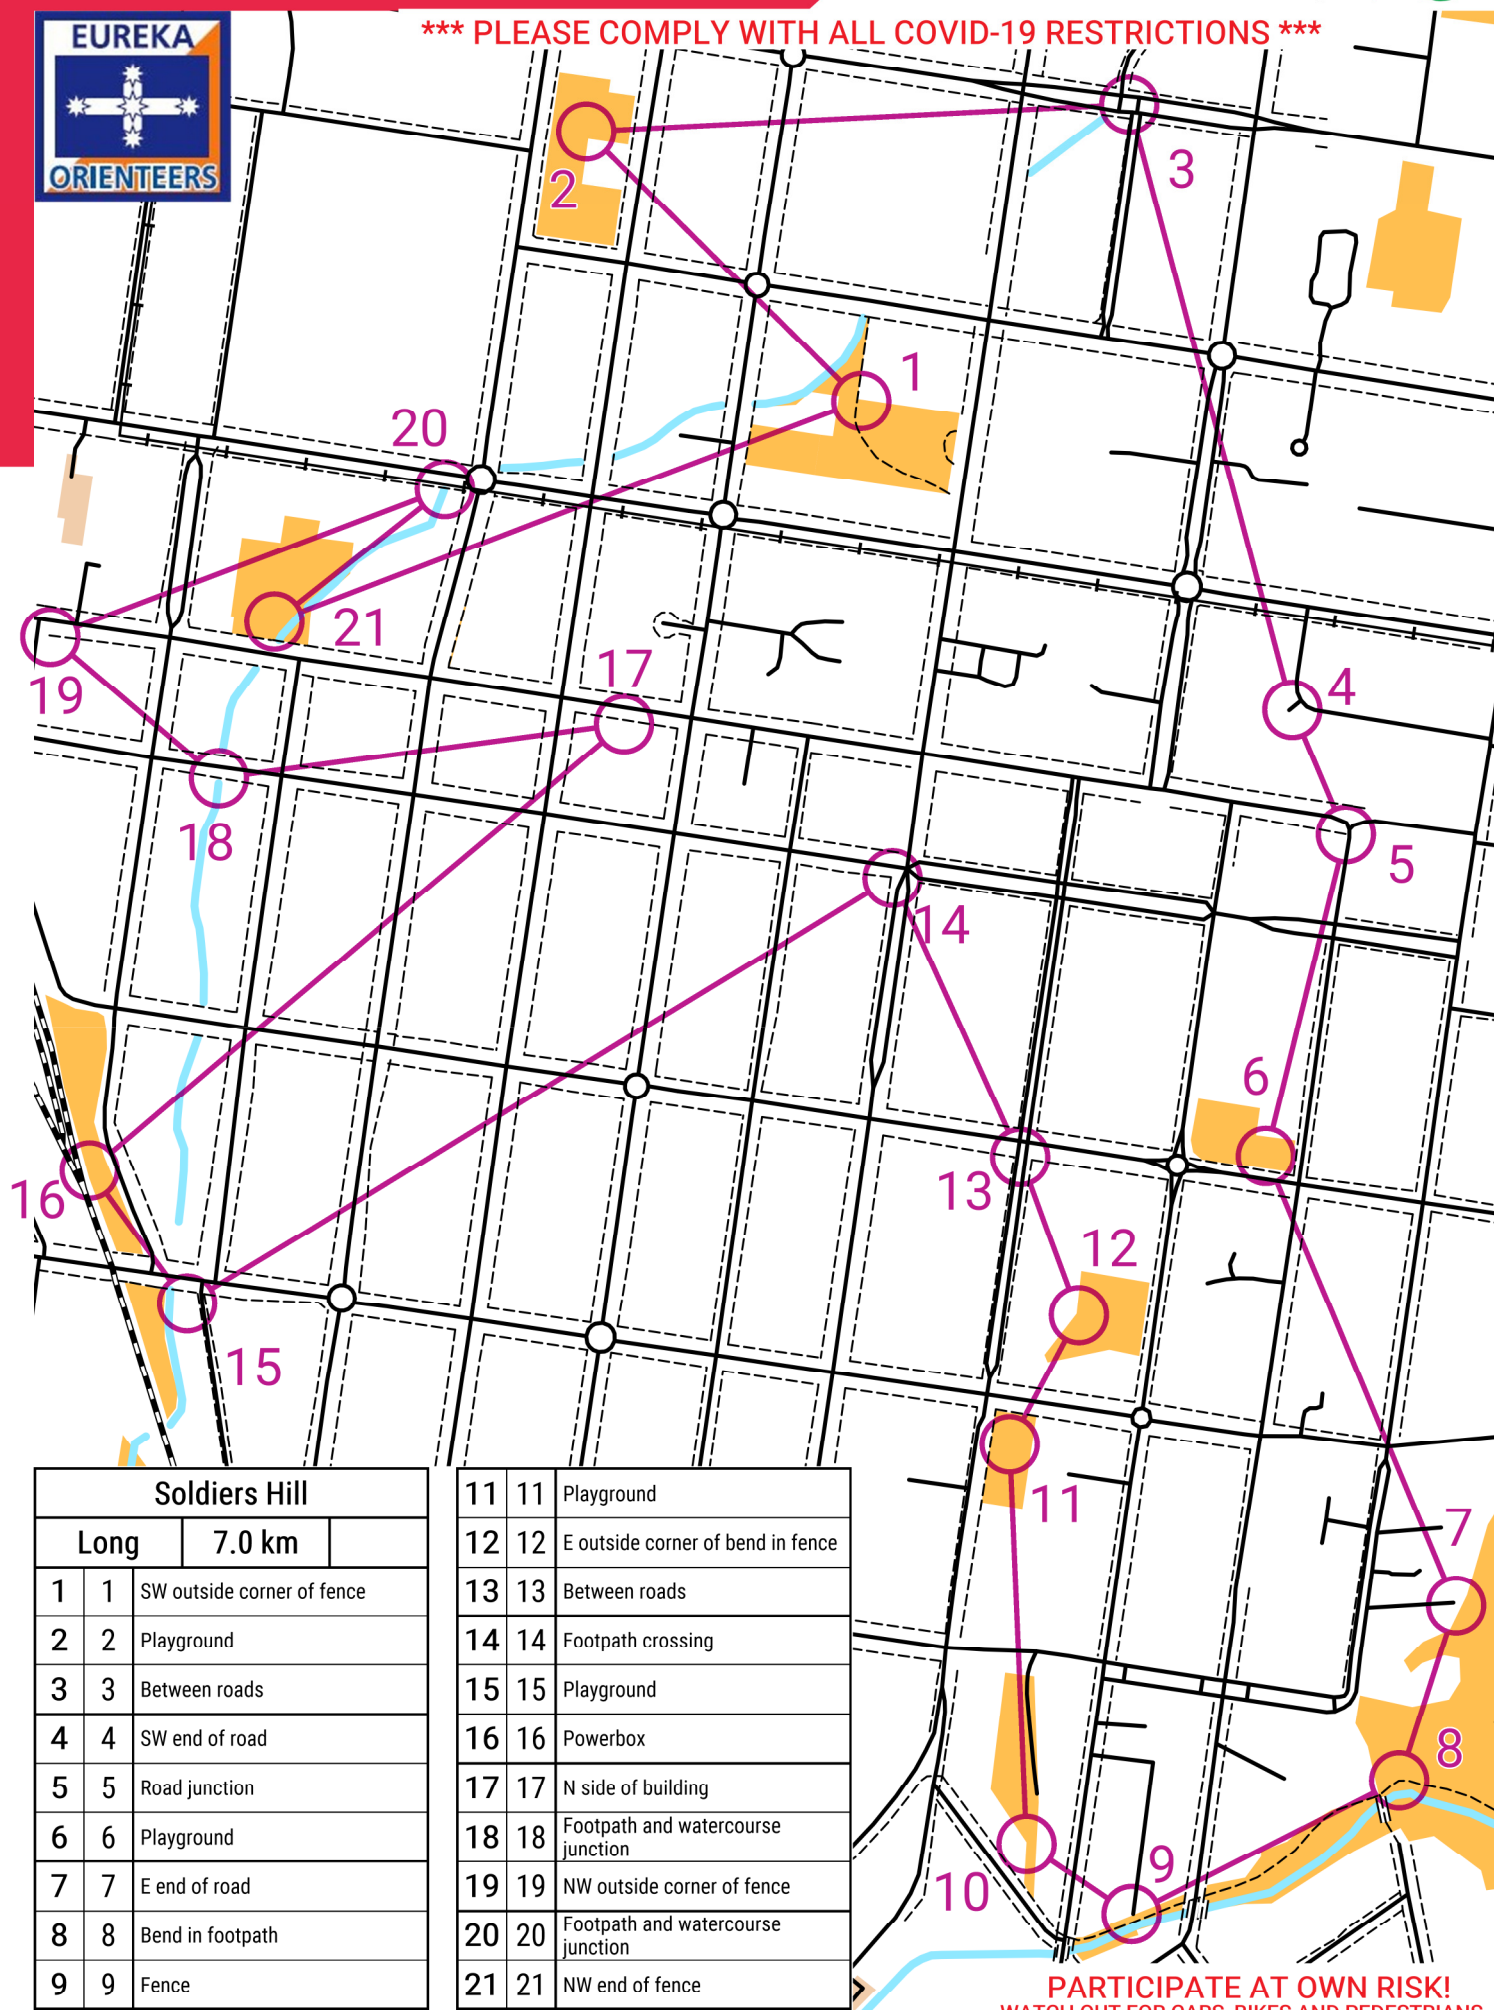 EUREKA
ORIENTEERS
*** PLEASE COMPLY WITH ALL COVID-19 RESTRICTIONS ***
2
3
1
20
21
17
19
4
18
5
14
6
16
13
12
15
11
7
8
9
10
Soldiers Hill
Long 7.0 km
1 1 SW outside corner of fence
2 2 Playground
3 3 Between roads
4 4 SW end of road
5 5 Road junction
6 6 Playground
7 7 E end of road
8 8 Bend in footpath
9 9 Fence
11 11 Playground
12 12 E outside corner of bend in fence
13 13 Between roads
14 14 Footpath crossing
15 15 Playground
16 16 Powerbox
17 17 N side of building
18 18 Footpath and watercourse
junction
19 19 NW outside corner of fence
20 20 Footpath and watercourse
junction
21 21 NW end of fence
PARTICIPATE AT OWN RISK!
WATCH OUT FOR CARS, BIKES AND PEDESTRIANS